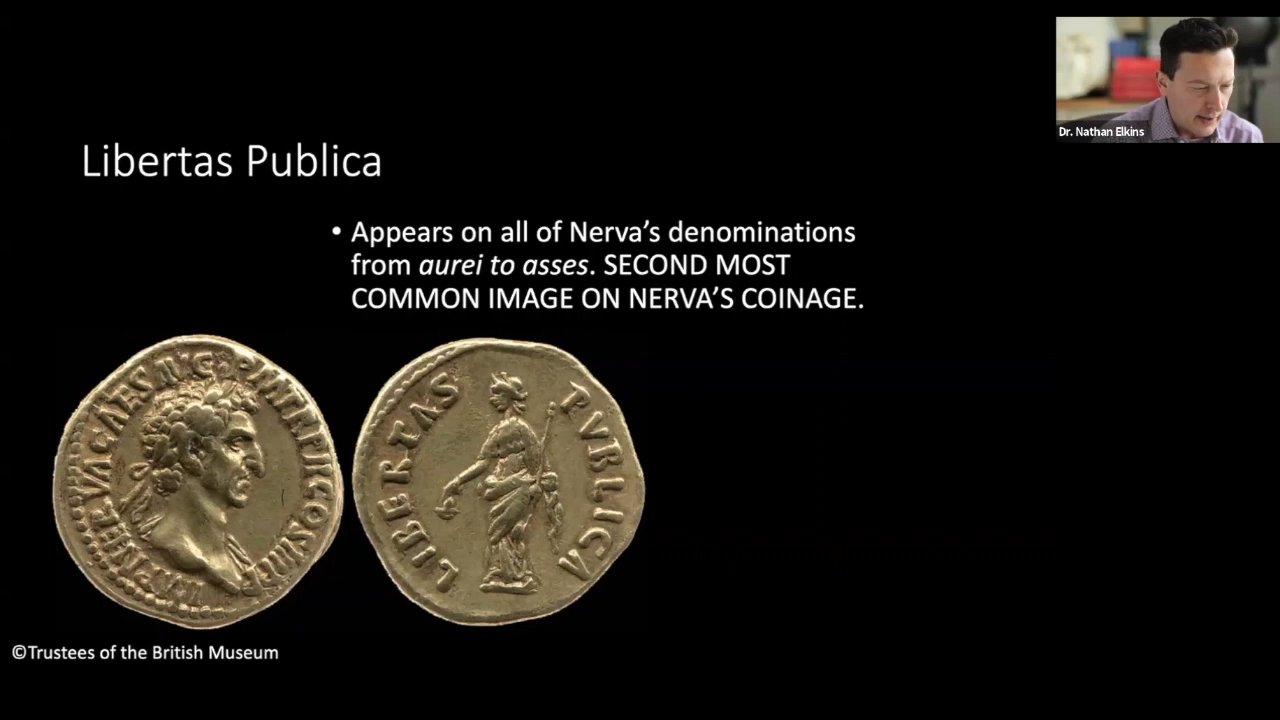 Dr. Nathan Elkins
Libertas Publica
• Appears on all of Nerva’s denominations
from aurei to asses. SECOND MOST
COMMON IMAGE ON NERVA’S COINAGE.
LIBERTAS PVBLICA
©Trustees of the British Museum